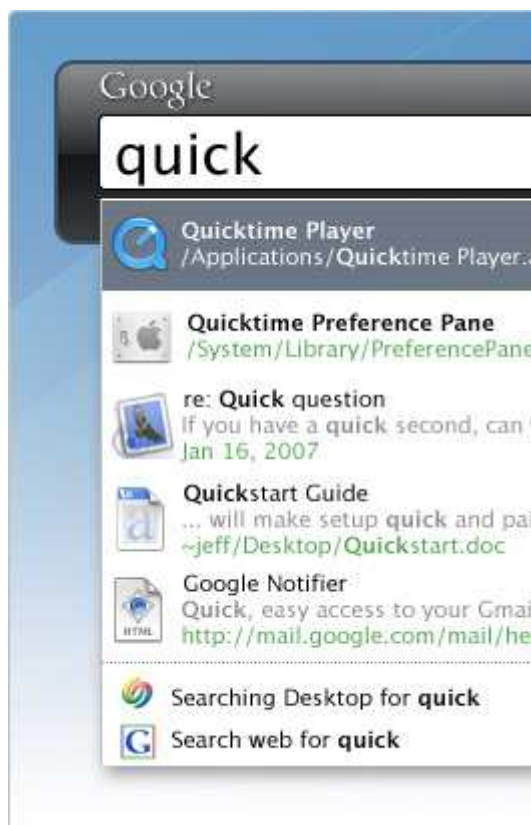 Google
quick
Quicktime Player
/Applications/Quicktime Player.
Quicktime Preference Pane
/System/Library/PreferencePane
re: Quick question
If you have a quick second, can
Jan 16, 2007
Quickstart Guide
... will make setup quick and pai
~jeff/Desktop/Quickstart.doc
Google Notifier
Quick, easy access to your Gmai
HTML
http://mail.google.com/mail/he
Searching Desktop for quick
G Search web for quick